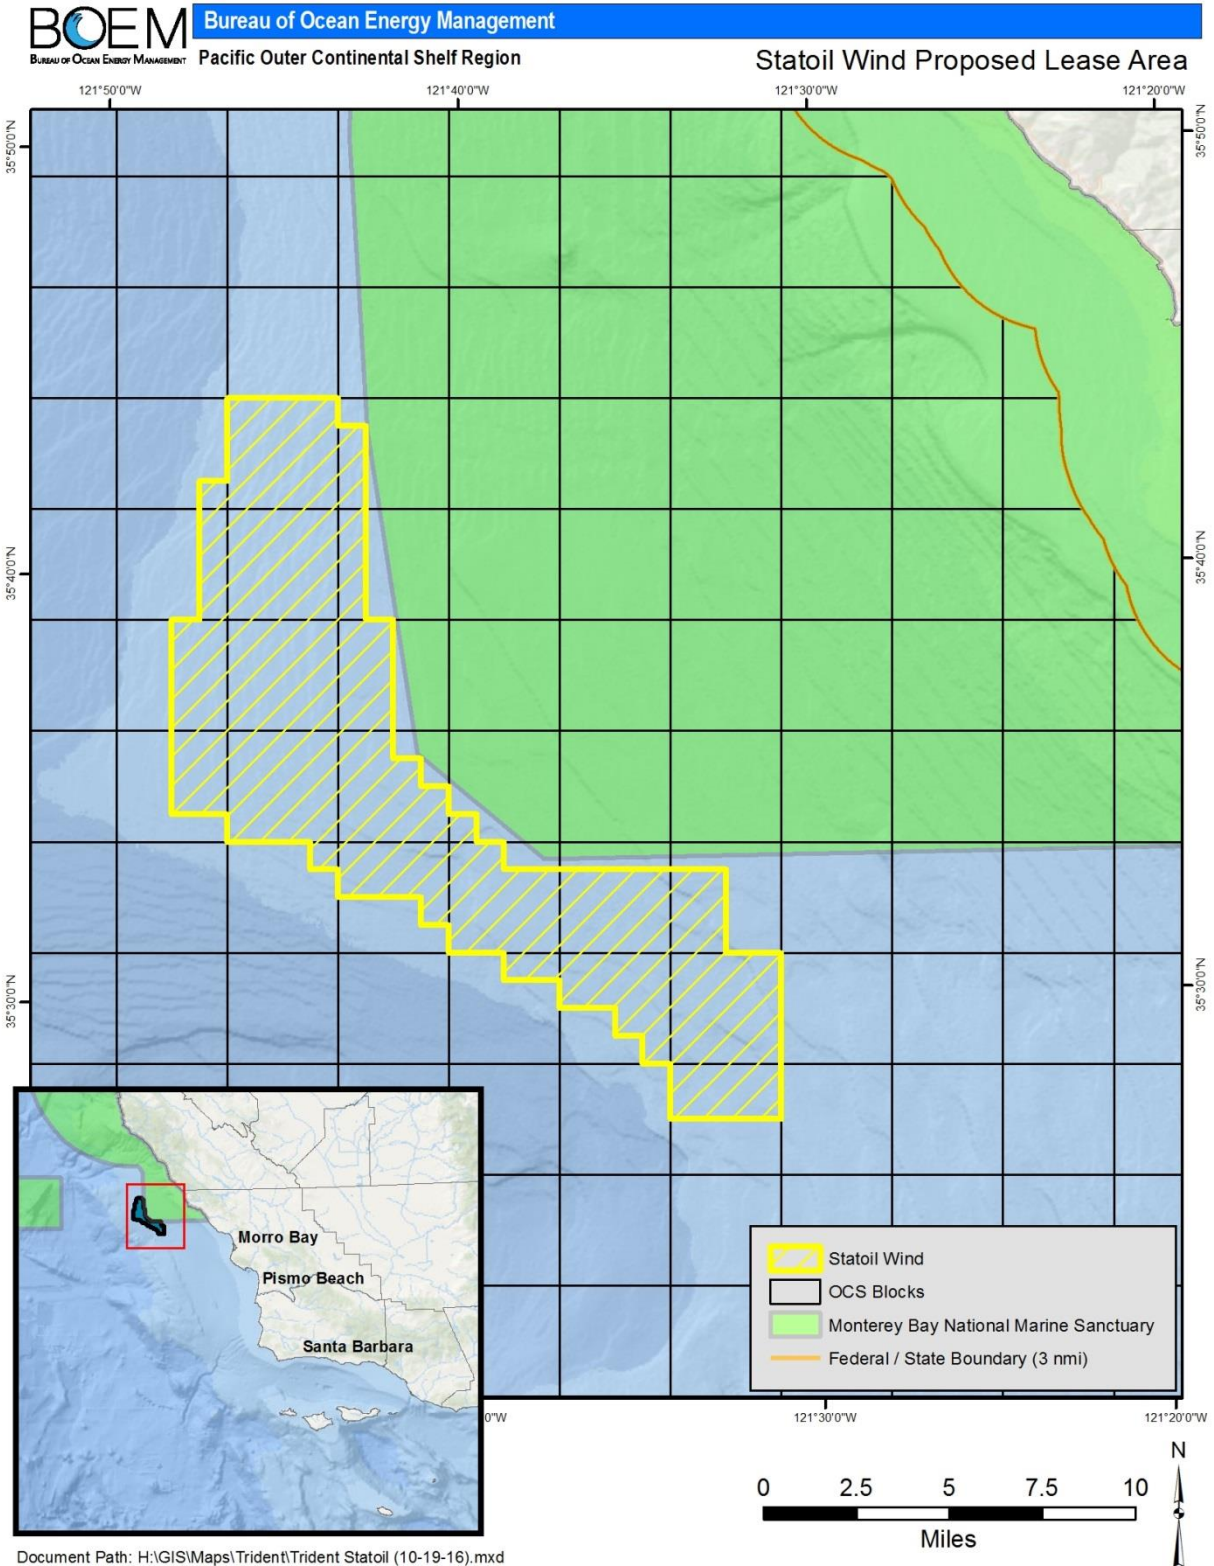 BOEM
BUREAU OF OCEAN ENERGY MANAGEMENT
Bureau of Ocean Energy Management
Pacific Outer Continental Shelf Region
Statoil Wind Proposed Lease Area
121°50'0"W 121°40'0"W 121°30'0"W 121°20'0"W
35°50'0"N 35°50'0"N
35°40'0"N 35°40'0"N
35°30'0"N 35°30'0"N
Morro Bay
Pismo Beach
Santa Barbara
Statoil Wind
OCS Blocks
Monterey Bay National Marine Sanctuary
Federal / State Boundary (3 nmi)
0"W 121°30'0"W 121°20'0"W
N
0 2.5 5 7.5 10
Miles
Document Path: H:\GIS\Maps\Trident\Trident Statoil (10-19-16).mxd